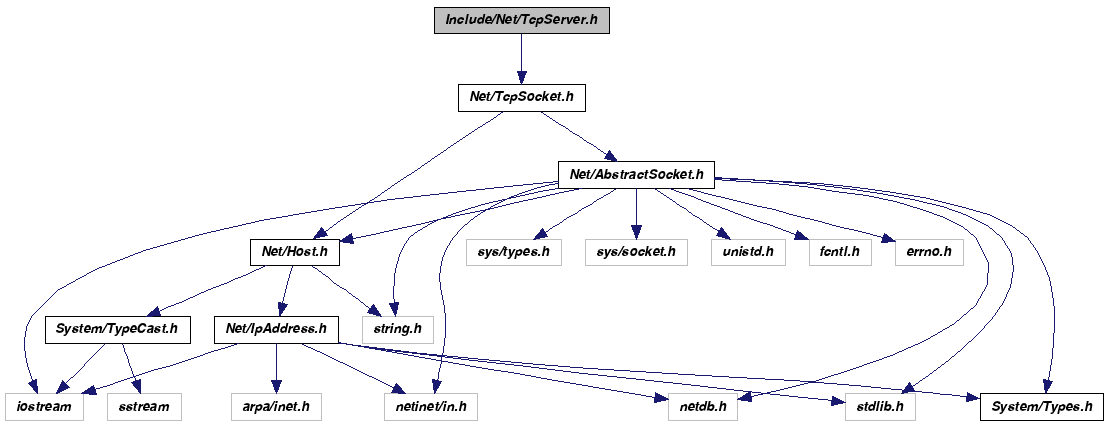 Include/Net/TcpServer.h
Net/TcpSocket.h
Net/AbstractSocket.h
Net/Host.h
sys/types.h
sys/socket.h
unistd.h
fcntl.h
errno.h
System/TypeCast.h
Net/IpAddress.h
string.h
iostream
sstream
arpa/inet.h
netinet/in.h
netdb.h
stdlib.h
System/Types.h